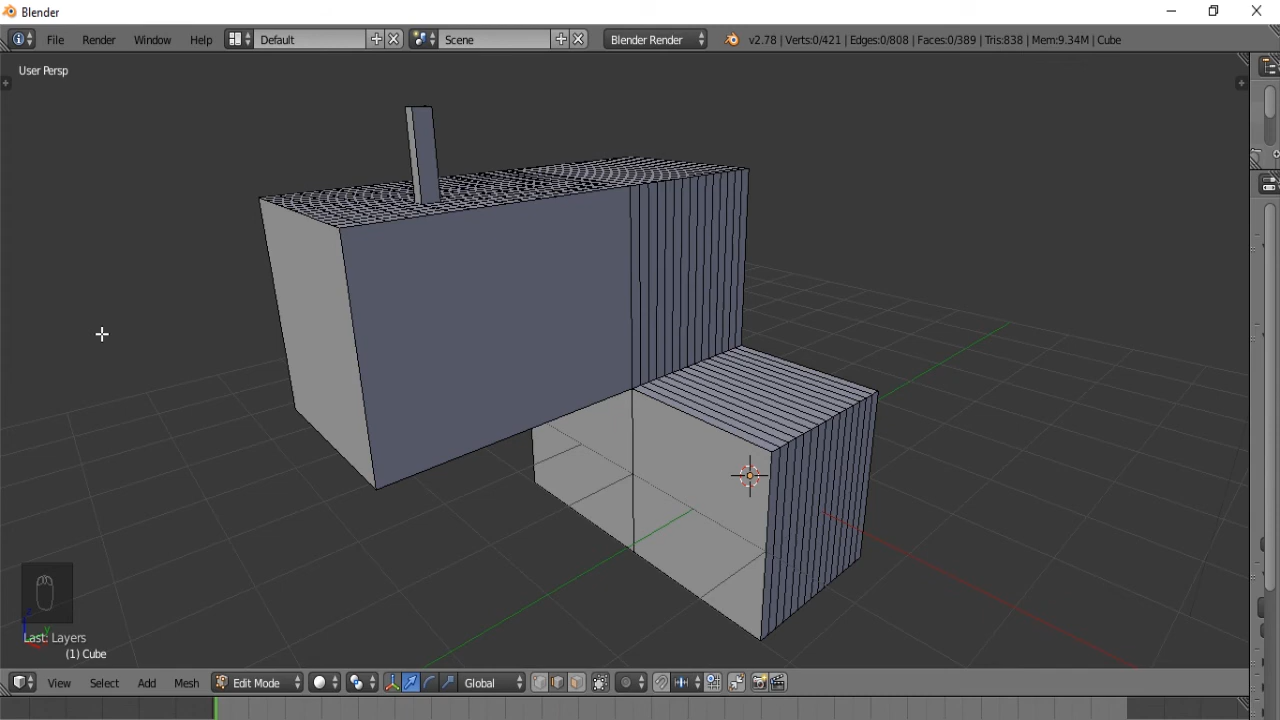 Blender
File Render Window Help Default Scene Blender Render v2.78 | Verts:0/421 | Edges:0/808 | Faces:0/389 | Tris:838 | Mem:9.34M | Cube
User Persp
Last: Layers
(1) Cube
View Select Add Mesh Edit Mode Global